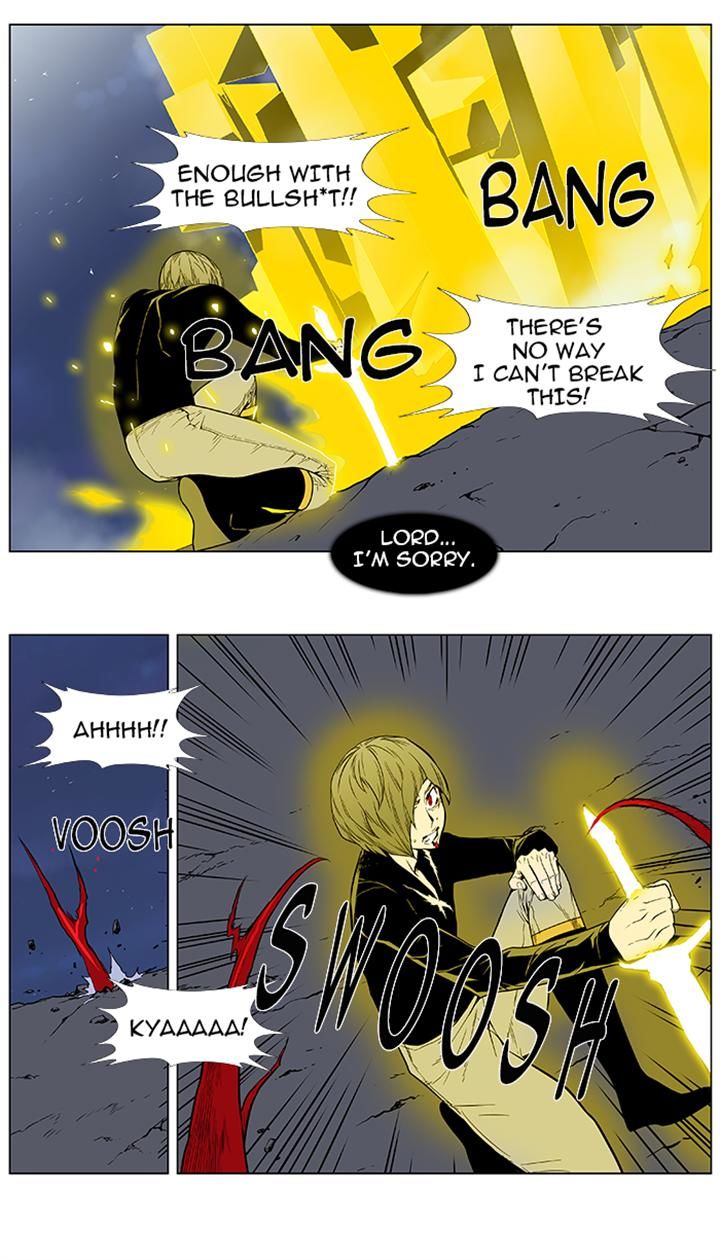 ENOUGH WITH
THE BULLSH*T!!
BANG
BANG
THERE'S
NO WAY
I CAN'T BREAK
THIS!
LORD...
I'M SORRY.
AHHHH!!
VOOSH
SWOOSH
KYAAAAA!